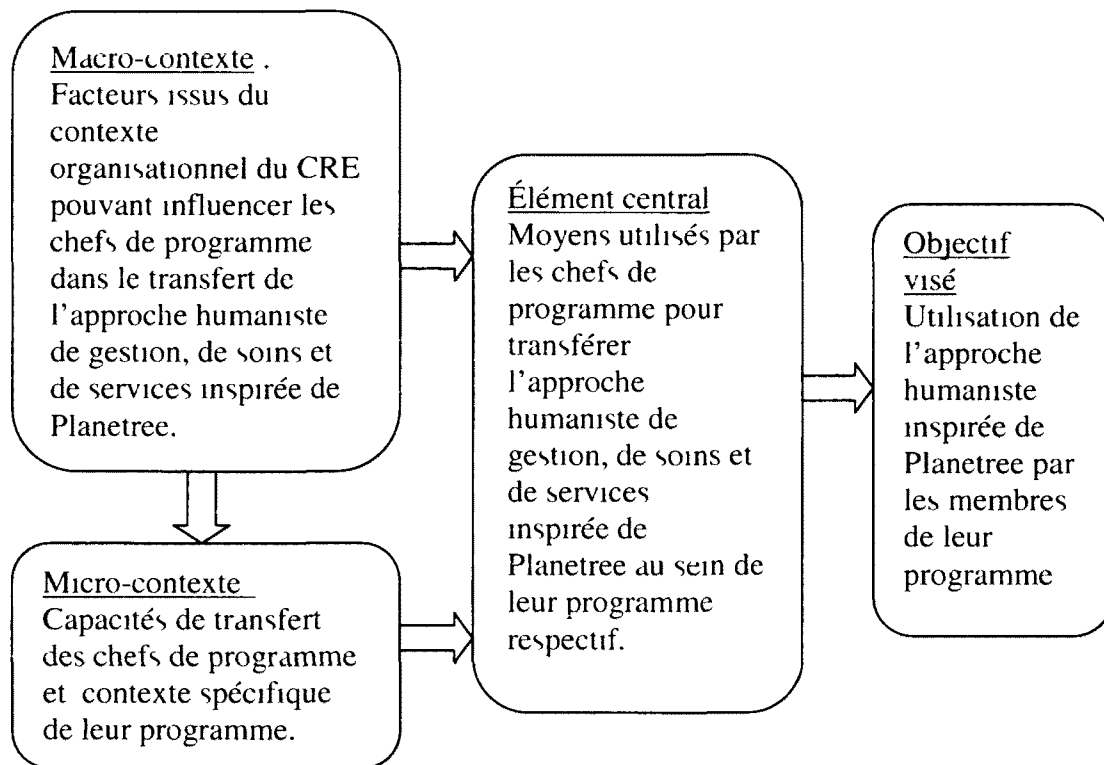 Macro-contexte .
Facteurs issus du
contexte
organisationnel du CRE
pouvant influencer les
chefs de programme
dans le transfert de
l'approche humaniste
de gestion, de soins et
de services inspirée de
Planetree.
Micro-contexte
Capacités de transfert
des chefs de programme
et contexte spécifique
de leur programme.
Élément central
Moyens utilisés par
les chefs de
programme pour
transférer
l'approche
humaniste de
gestion, de soins et
de services
inspirée de
Planetree au sein de
leur programme
respectif.
Objectif
visé
Utilisation de
l'approche
humaniste
inspirée de
Planetree par
les membres
de leur
programme